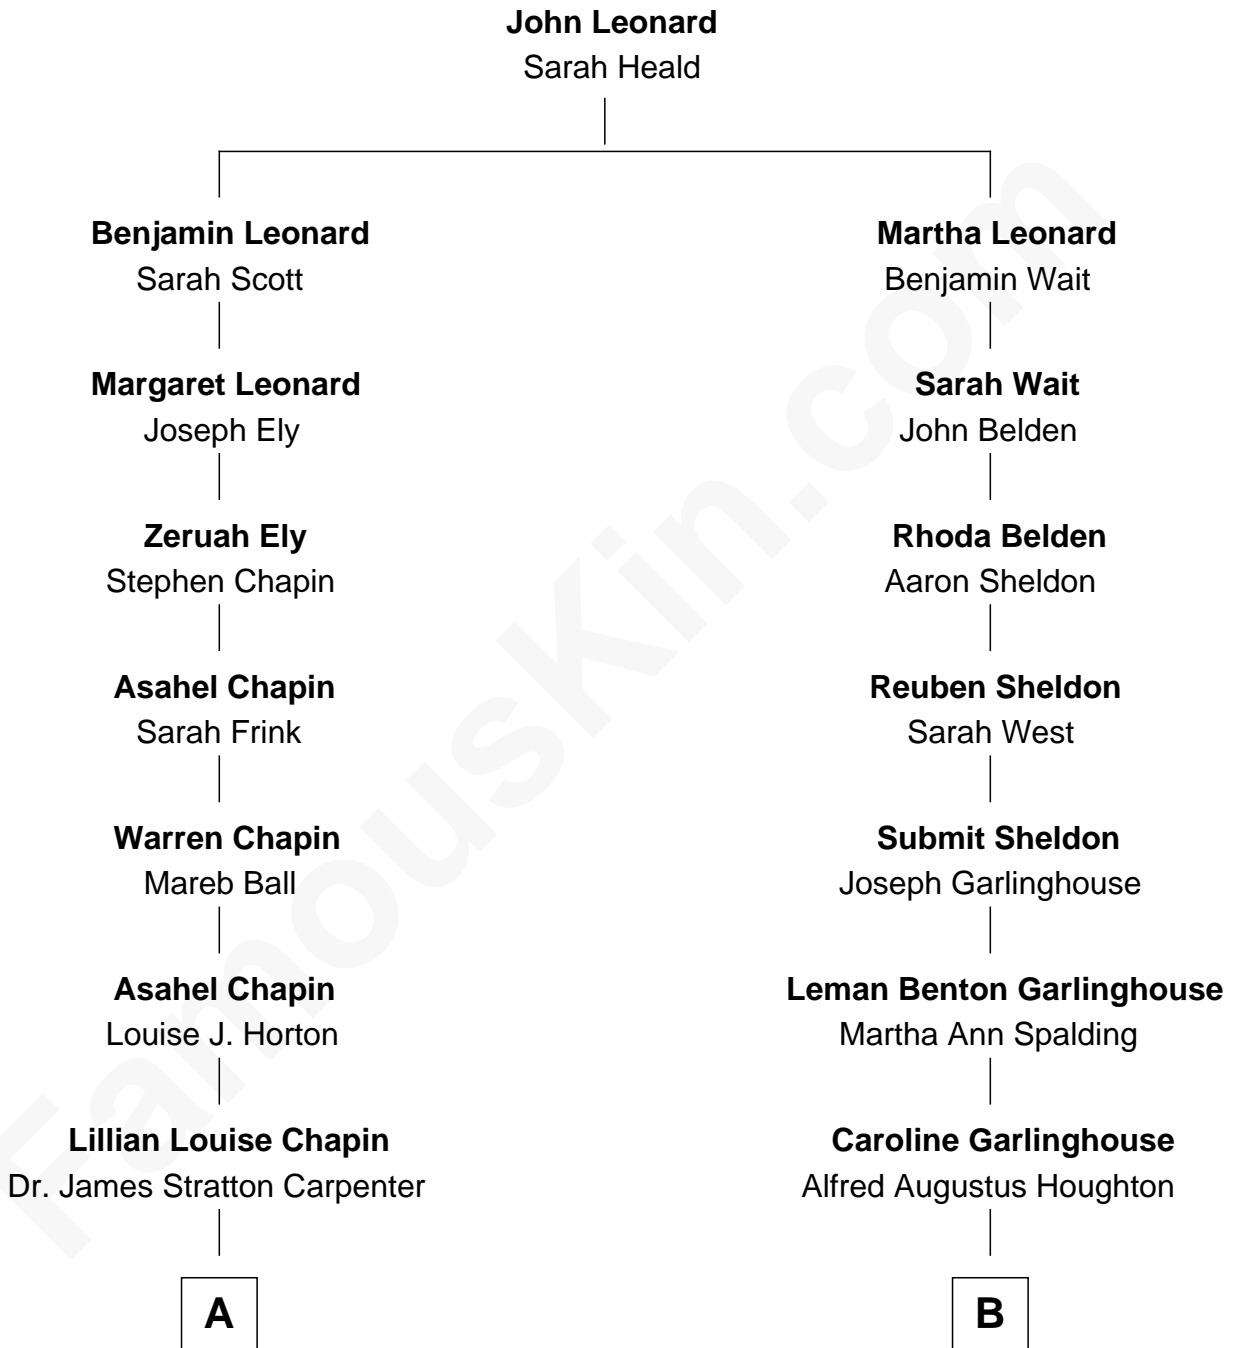 John Leonard
Sarah Heald
Benjamin Leonard
Sarah Scott
Martha Leonard
Benjamin Wait
Margaret Leonard
Joseph Ely
Sarah Wait
John Belden
Zeruah Ely
Stephen Chapin
Rhoda Belden
Aaron Sheldon
Asahel Chapin
Sarah Frink
Reuben Sheldon
Sarah West
Warren Chapin
Mareb Ball
Submit Sheldon
Joseph Garlinghouse
Asahel Chapin
Louise J. Horton
Leman Benton Garlinghouse
Martha Ann Spalding
Lillian Louise Chapin
Dr. James Stratton Carpenter
Caroline Garlinghouse
Alfred Augustus Houghton
A
B
FamousKin.com